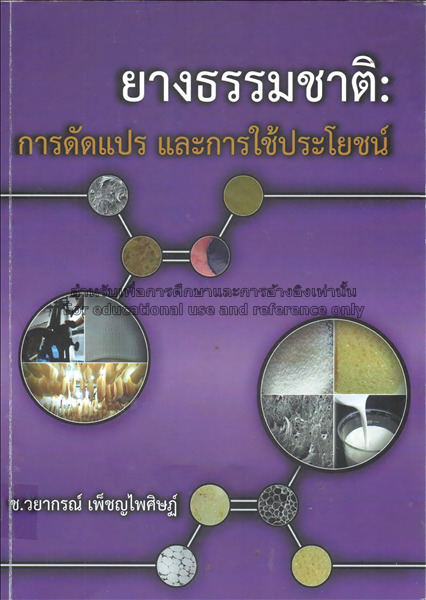 ยางธรรมชาติ:
การดัดแปร และการใช้ประโยชน์
สำหรับเพื่อการศึกษาและการอ้างอิงเท่านั้น
For educational use and reference only
ช.วยากรณ์ เพ็ชญไพศิษฏ์